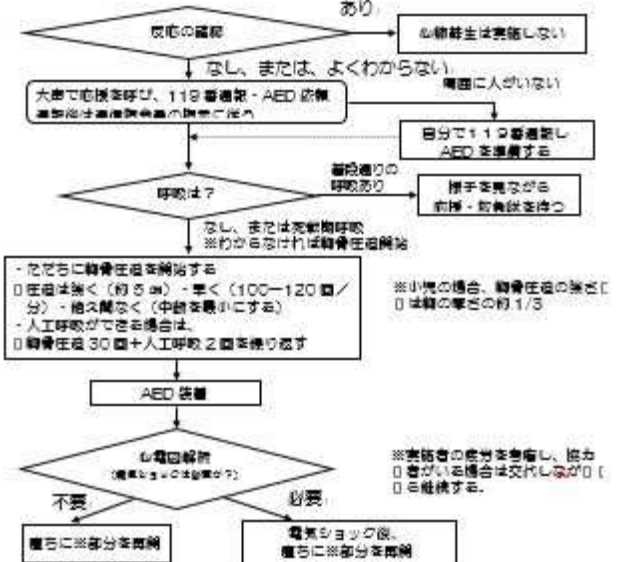 あり
反応の確認
心肺蘇生は実施しない
なし、または、よくわからない
周囲に人がいない
大声で応援を呼び、119番通報・AED依頼
自分で119番通報し
AEDを準備する
呼吸は?
普段通りの
呼吸あり
様子を見ながら
応援・救急隊を待つ
なし、または死戦期呼吸
※わからなければ胸骨圧迫開始
・ただちに胸骨圧迫を開始する
圧迫は強く(約5㎝)・早く(100ー120回/
分)・絶え間なく(中断を最小にする)
・人工呼吸ができる場合は、
胸骨圧迫30回+人工呼吸2回を繰り返す
※小児の場合、胸骨圧迫の強さ
は胸の厚さの約1/3
AED装着
心電図解析
(電気ショックは必要か?)
※実施者の疲労を考慮し、協力
者がいる場合は交代しなが
ら継続する。
不要
必要
直ちに※部分を再開
電気ショック後、
直ちに※部分を再開